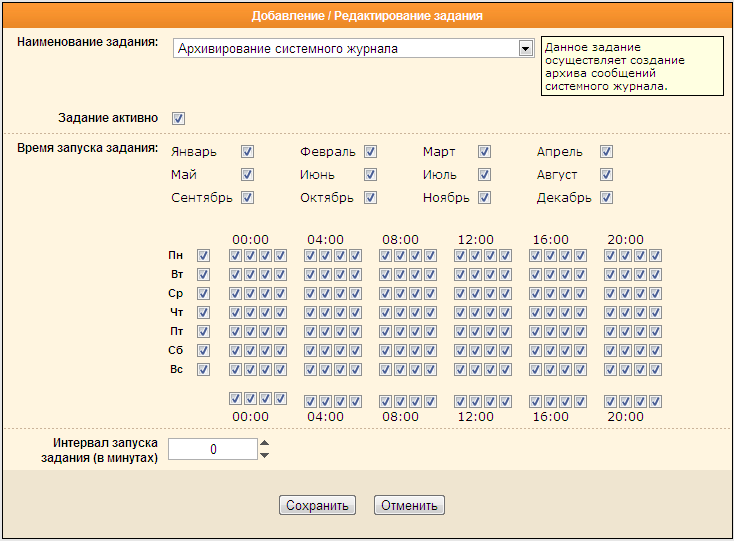 Добавление / Редактирование задания
Наименование задания:
Архивирование системного журнала
Данное задание
осуществляет создание
архива сообщений
системного журнала.
Задание активно
Время запуска задания:
Январь Февраль Март Апрель
Май Июнь Июль Август
Сентябрь Октябрь Ноябрь Декабрь
00:00 04:00 08:00 12:00 16:00 20:00
Пн
Вт
Ср
Чт
Пт
Сб
Вс
00:00 04:00 08:00 12:00 16:00 20:00
Интервал запуска
задания (в минутах)
0
Сохранить Отменить